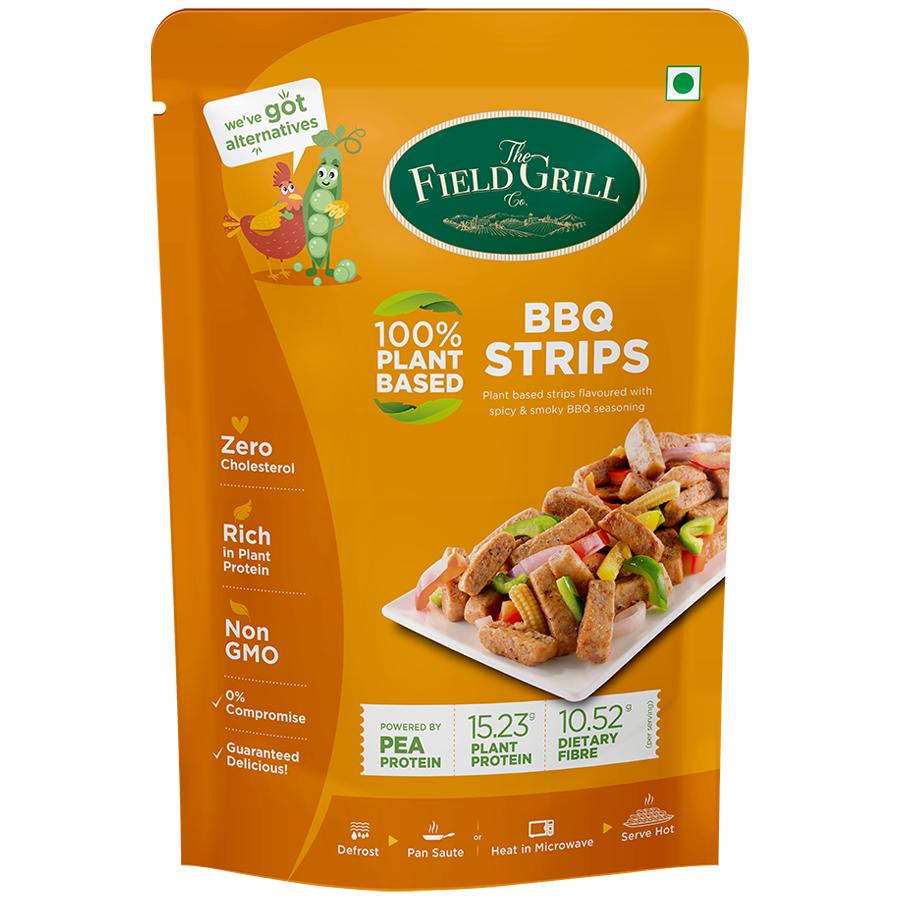 we've got
alternatives
The
FIELD GRILL
Co.
100%
PLANT
BASED
BBQ
STRIPS
Plant based strips flavoured with
spicy & smoky BBQ seasoning
Zero
Cholesterol
Rich
in Plant
Protein
Non
GMO
✓ 0%
Compromise
✓ Guaranteed
Delicious!
POWERED BY
PEA
PROTEIN
15.23g
PLANT
PROTEIN
10.52g
DIETARY
FIBRE
(per serving)
Defrost
Pan Saute
or
Heat in Microwave
Serve Hot